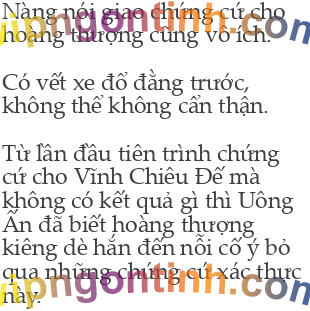 Nàng nói giao chứng cứ cho
hoàng thượng cũng vô ích.
Có vết xe đổ đằng trước,
không thể không cẩn thận.
Từ lần đầu tiên trình chứng
cứ cho Vĩnh Chiêu Đế mà
không có kết quả gì thì Uông
Ấn đã biết hoàng thượng
kiêng dè hắn đến nỗi cố ý bỏ
qua những chứng cứ xác thực
này.
vipngontinh.com
vipngontinh.com